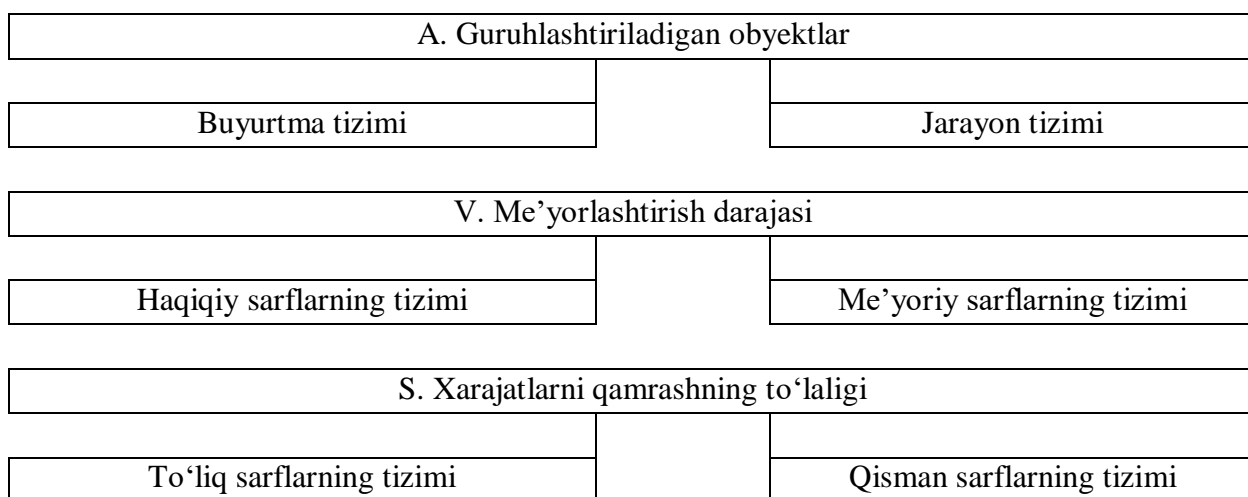 A. Guruhlashtiriladigan obyektlar
Buyurtma tizimi
Jarayon tizimi
V. Me’yorlashtirish darajasi
Haqiqiy sarflarning tizimi
Me’yoriy sarflarning tizimi
S. Xarajatlarni qamrashning to‘laligi
To‘liq sarflarning tizimi
Qisman sarflarning tizimi